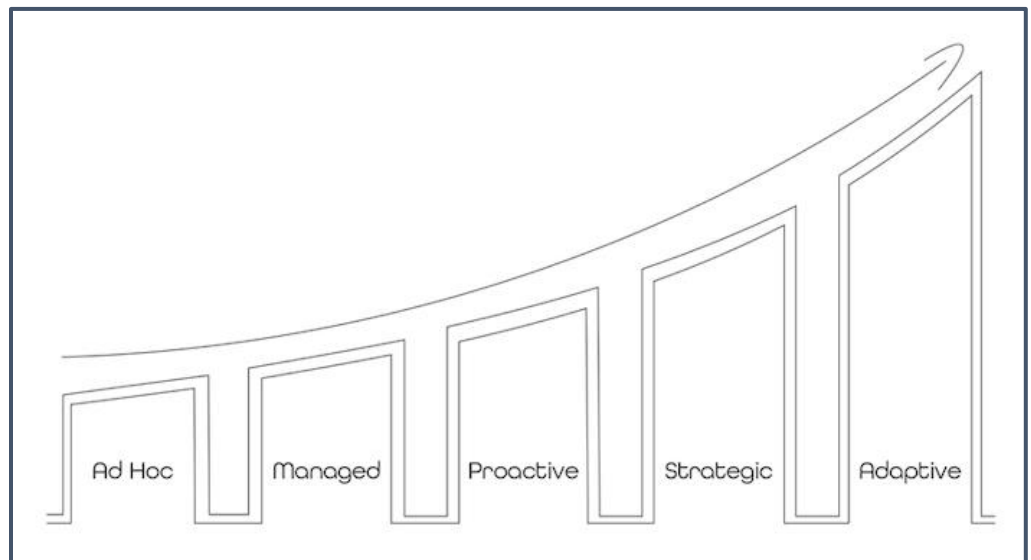 Ad Hoc
Managed
Proactive
Strategic
Adaptive